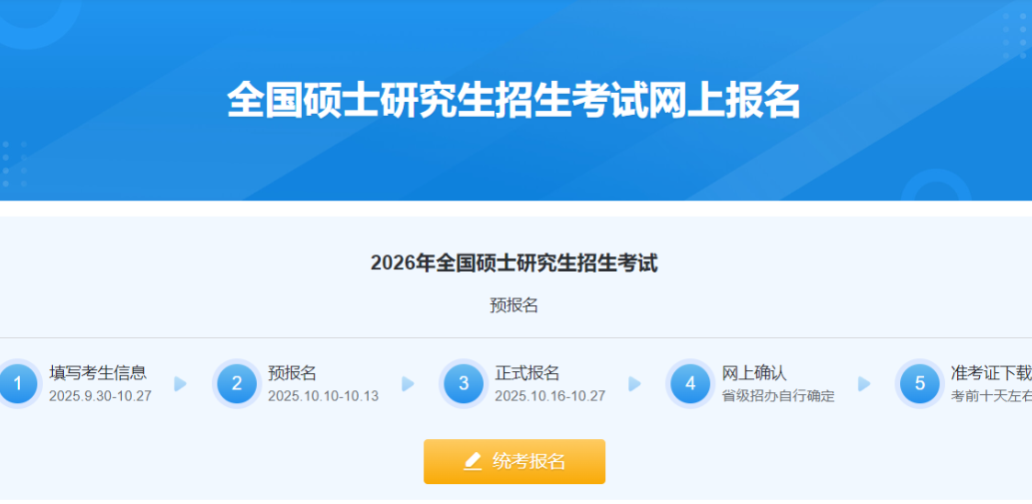 全国硕士研究生招生考试网上报名
2026年全国硕士研究生招生考试
预报名
1 填写考生信息
2025.9.30-10.27
2 预报名
2025.10.10-10.13
3 正式报名
2025.10.16-10.27
4 网上确认
省级招办自行确定
5 准考证下载
考前十天左右
统考报名